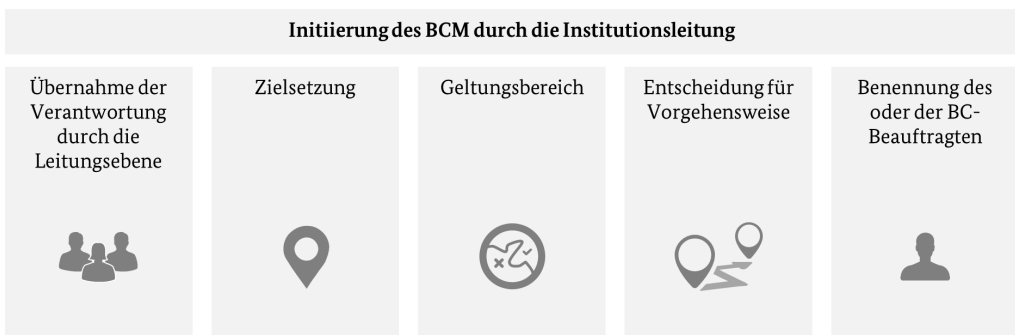 Initiierung des BCM durch die Institutionsleitung
Übernahme der
Verantwortung
durch die
Leitungsebene
Zielsetzung
Geltungsbereich
Entscheidung für
Vorgehensweise
Benennung des
oder der BC-
Beauftragten